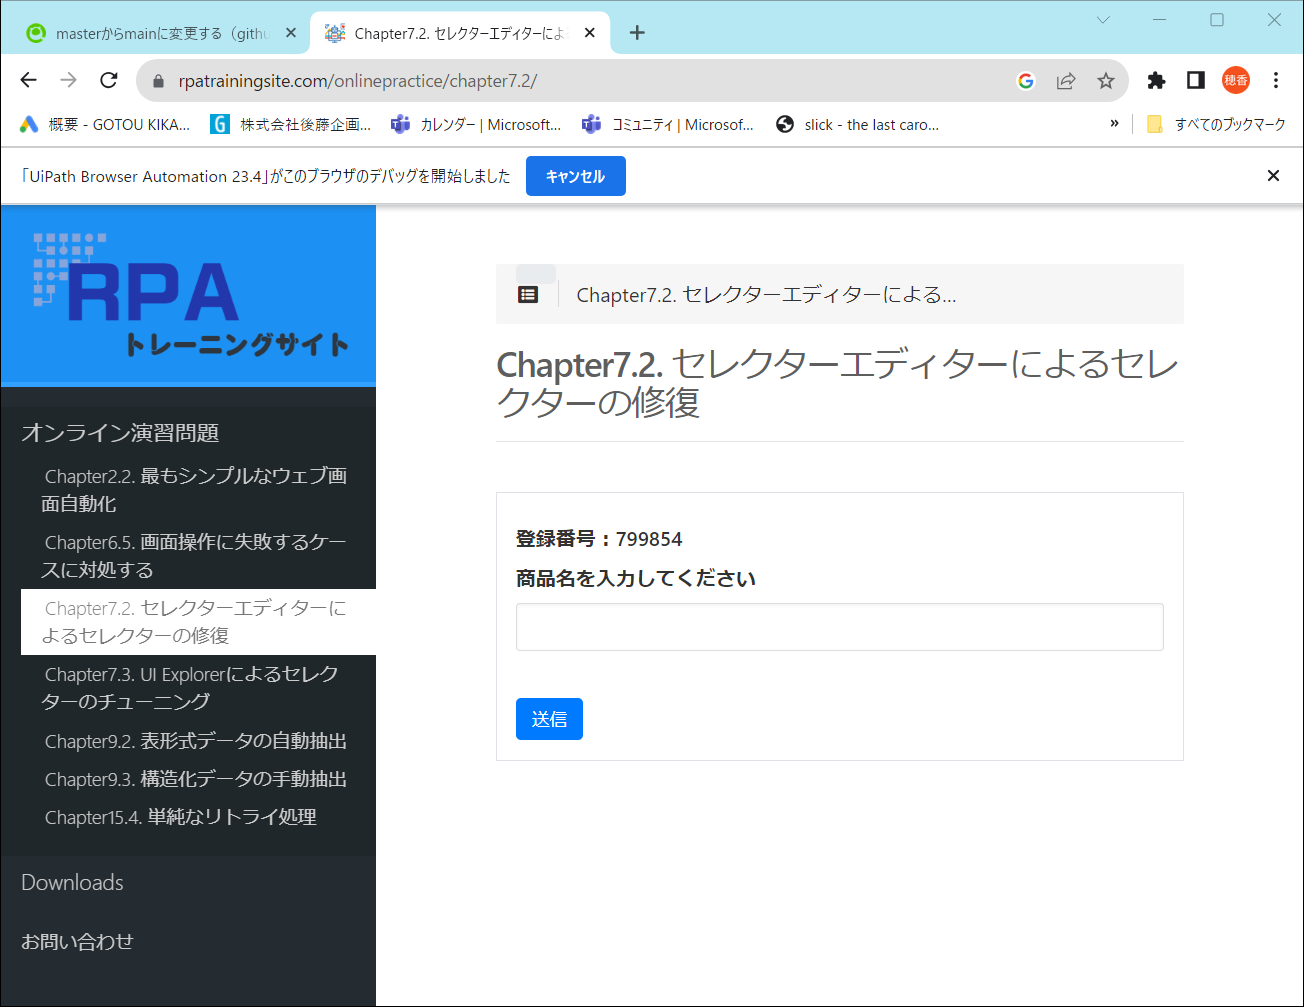 masterからmainに変更する（githu
Chapter7.2. セレクターエディターによ
rpatrainingsite.com/onlinepractice/chapter7.2/
穂香
概要 - GOTOU KIKA...
株式会社後藤企画...
カレンダー | Microsoft...
コミュニティ | Microsof...
slick - the last caro...
»
すべてのブックマーク
「UiPath Browser Automation 23.4」がこのブラウザのデバッグを開始しました
キャンセル
RPA
トレーニングサイト
オンライン演習問題
Chapter2.2. 最もシンプルなウェブ画
面自動化
Chapter6.5. 画面操作に失敗するケー
スに対処する
Chapter7.2. セレクターエディターに
よるセレクターの修復
Chapter7.3. UI Explorerによるセレク
ターのチューニング
Chapter9.2. 表形式データの自動抽出
Chapter9.3. 構造化データの手動抽出
Chapter15.4. 単純なリトライ処理
Downloads
お問い合わせ
Chapter7.2. セレクターエディターによる...
Chapter7.2. セレクターエディターによるセレ
クターの修復
登録番号：799854
商品名を入力してください
送信